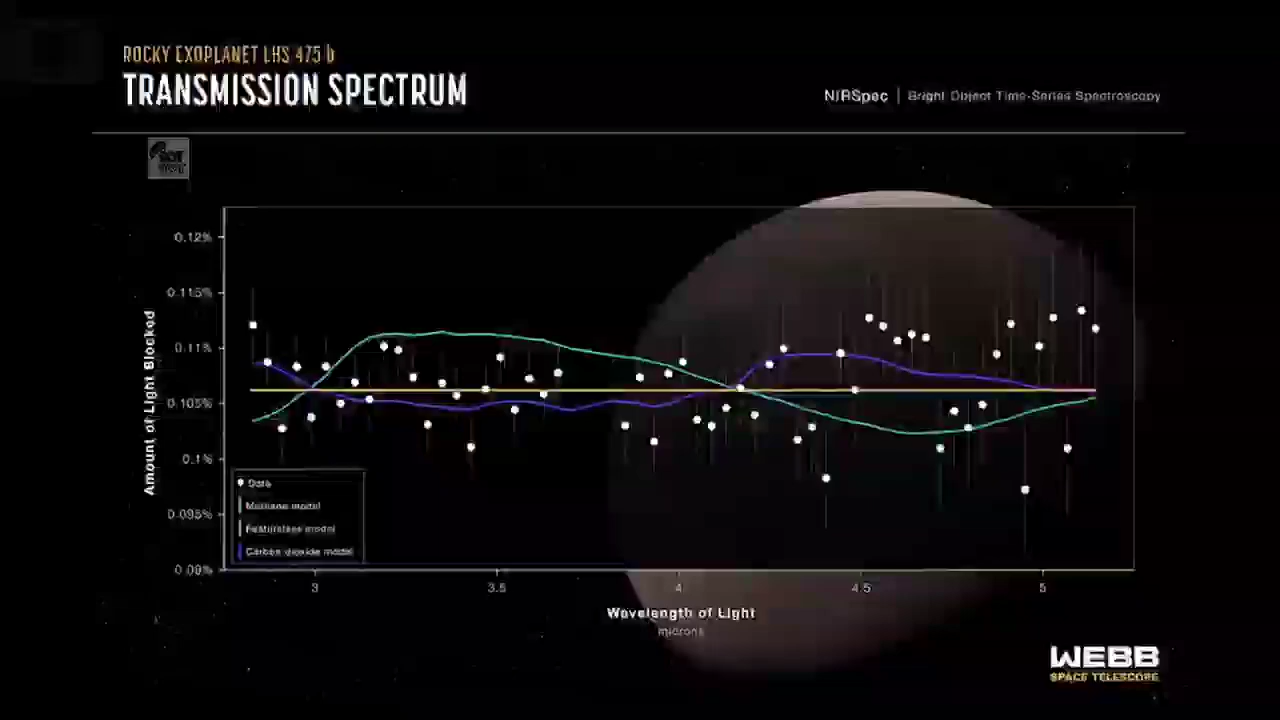 ROCKY EXOPLANET LHS 475 b
TRANSMISSION SPECTRUM
NIRSpec | Bright Object Time-Series Spectroscopy
0.12%
0.115%
0.11%
0.105%
0.1%
0.095%
0.09%
Amount of Light Blocked
Data
Methane model
Featureless model
Carbon dioxide model
3
3.5
4
4.5
5
Wavelength of Light
microns
WEBB
SPACE TELESCOPE